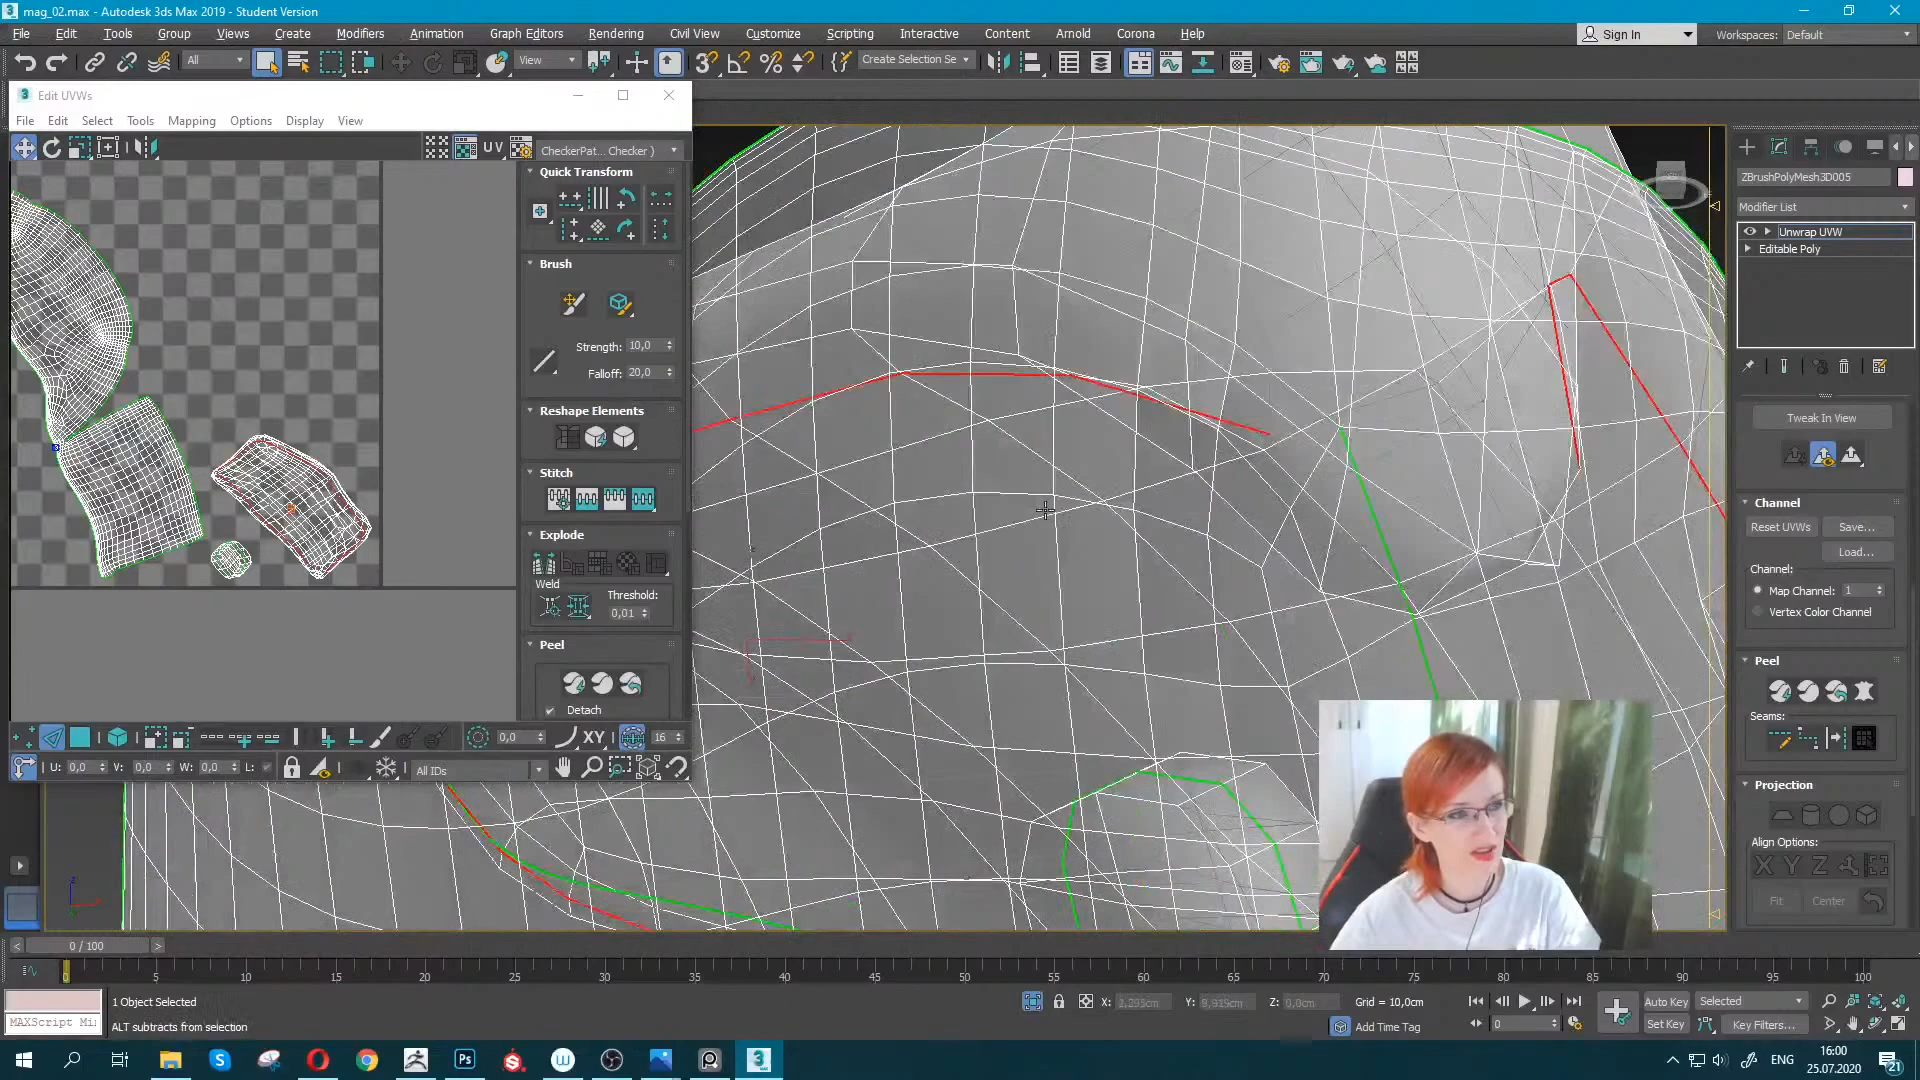 mag_02.max - Autodesk 3ds Max 2019 - Student Version
File Edit Tools Group Views Create Modifiers Animation Graph Editors Rendering Civil View Customize Scripting Interactive Content Arnold Corona Help
Sign In Workspaces: Default
All View Create Selection Se
Edit UVWs
File Edit Select Tools Mapping Options Display View
UV CheckerPat... Checker )
Quick Transform
Brush
Strength: 10,0
Falloff: 20,0
Reshape Elements
Stitch
Explode
Weld
Threshold:
0,01
Peel
Detach
0,0 XY 16
U: 0,0 V: 0,0 W: 0,0 L: All IDs
ZBrushPolyMesh3D005
Modifier List
Unwrap UVW
Editable Poly
Tweak In View
Channel
Reset UVWs Save...
Load...
Channel:
Map Channel: 1
Vertex Color Channel
Peel
Seams:
Projection
Align Options:
X Y Z
Fit Center
0 / 100
0 5 10 15 20 25 30 35 40 45 50 55 60 65 70 75 80 85 90 95 100
1 Object Selected X: 2,295cm Y: 8,915cm Z: 0,0cm Grid = 10,0cm Auto Key Selected
MAXScript Mi ALT subtracts from selection Add Time Tag 0 Set Key Key Filters...
ENG 16:00
25.07.2020
21